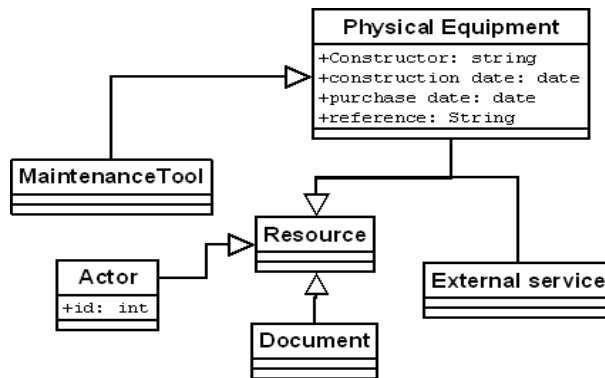 Physical Equipment
+Constructor: string
+construction date: date
+purchase date: date
+reference: String
MaintenanceTool
Resource
Actor
+id: int
External service
Document